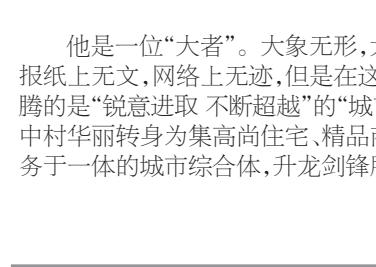 他是一位“大者”。大象无形,
报纸上无文,网络上无迹,但是在这
腾的是“锐意进取 不断超越”的“城
中村华丽转身为集高尚住宅、精品
务于一体的城市综合体,升龙剑锋